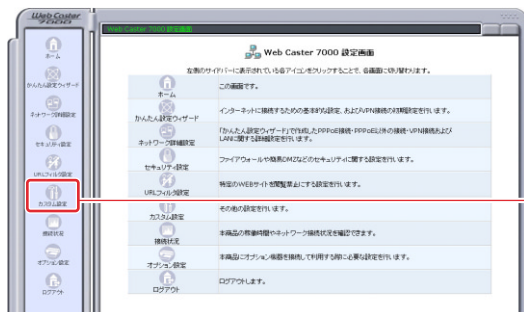 Web Caster
7000
Web Caster 7000 設定画面
Web Caster 7000 設定画面
左側のサイドバーに表示されている各アイコンをクリックすることで、各画面に切り替わります。
ホーム
かんたん設定ウィザード
ネットワーク詳細設定
セキュリティ設定
URLフィルタ設定
カスタム設定
接続状況
オプション設定
ログアウト
ホーム
この画面です。
かんたん設定ウィザード
インターネットに接続するための基本的な設定、およびVPN接続の初期設定を行います。
ネットワーク詳細設定
「かんたん設定ウィザード」で作成したPPPoE接続・PPPoE以外の接続・VPN接続および
LANに関する詳細設定を行います。
セキュリティ設定
ファイアウォールや簡易DMZなどのセキュリティに関する設定を行います。
URLフィルタ設定
特定のWEBサイトを閲覧禁止にする設定を行います。
カスタム設定
その他の設定を行います。
接続状況
本商品の稼働時間やネットワーク接続状況を確認できます。
オプション設定
本商品にオプション機器を接続して利用する際に必要な設定を行います。
ログアウト
ログアウトします。